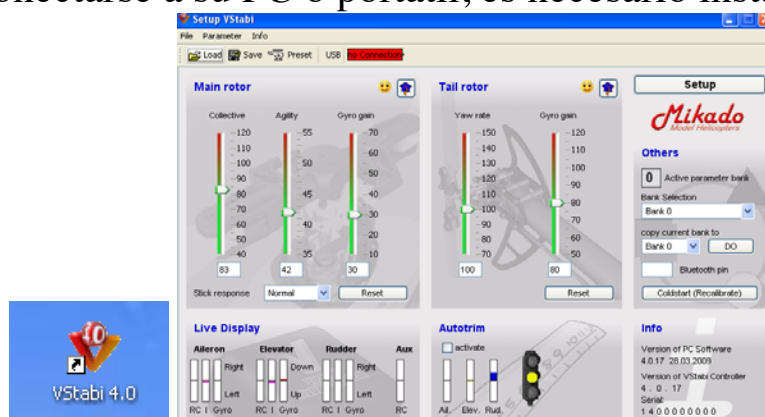 conectarse a su PC o portátil, es necesario insta
Setup VStabi
File Parameter Info
Load Save Preset USB no Connection
Main rotor
Collective Agility Gyro gain
120 55 70
110 60
100 50 50
90
80 45 40
70 30
60 40 20
50
40 35 10
83 42 30
Stick response Normal Reset
Tail rotor
Yaw rate Gyro gain
150 120
140 110
130 100
120 90
110
100 80
90 70
80 60
70 50
100 80
Reset
Setup
Mikado
Model Helicopters
Others
0 Active parameter bank
Bank Selection
Bank 0
copy current bank to
Bank 0 DO
Bluetooth pin
Coldstart (Recalibrate)
Live Display
Aileron Elevator Rudder Aux
Right Down Right
Left Up Left
RC I Gyro RC I Gyro RC I Gyro RC
Autotrim
activate
Ail. Elev. Rud.
Info
Version of PC Software
4.0.17 28.03.2009
Version of VStabi Controller
4 . 0 . 17
Serial:
1 4 0 0 0 0 0 0 0 0
VStabi 4.0